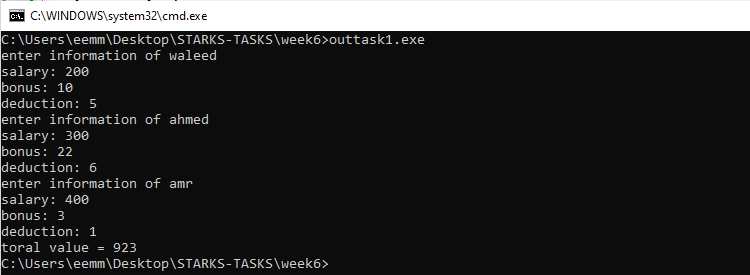 C:\WINDOWS\system32\cmd.exe
C:\Users\eemm\Desktop\STARKS-TASKS\week6>outtask1.exe
enter information of waleed
salary: 200
bonus: 10
deduction: 5
enter information of ahmed
salary: 300
bonus: 22
deduction: 6
enter information of amr
salary: 400
bonus: 3
deduction: 1
toral value = 923
C:\Users\eemm\Desktop\STARKS-TASKS\week6>